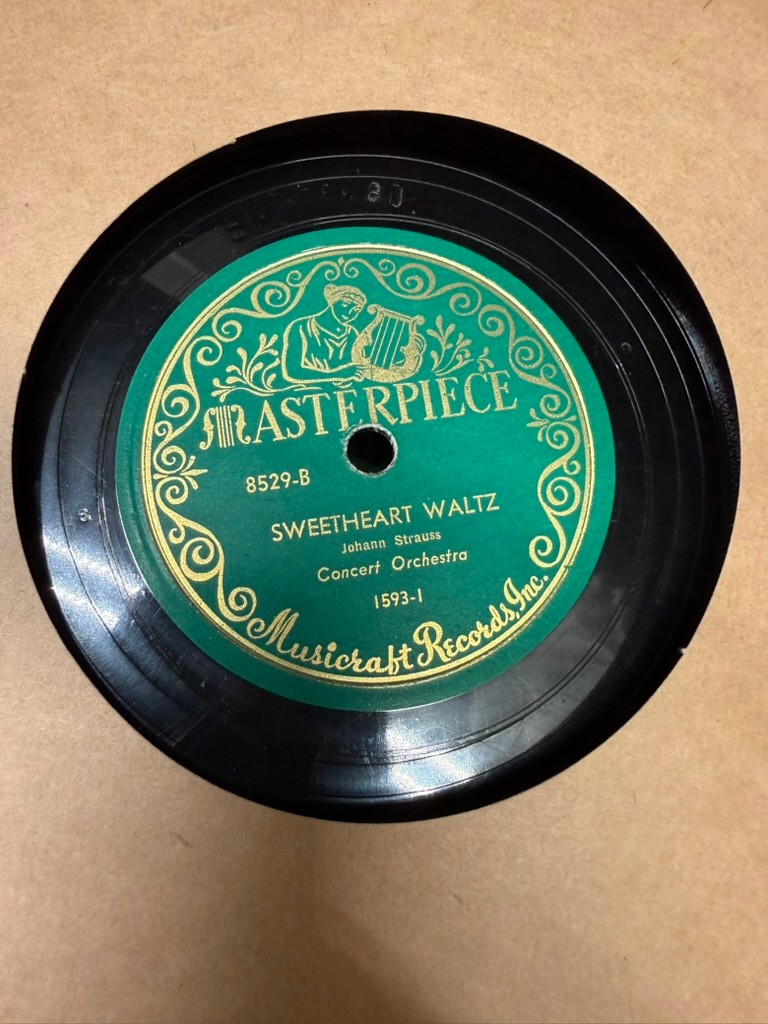 MASTERPIECE
8529-B
SWEETHEART WALTZ
Johann Strauss
Concert Orchestra
1593-1
Musicraft Records, Inc.